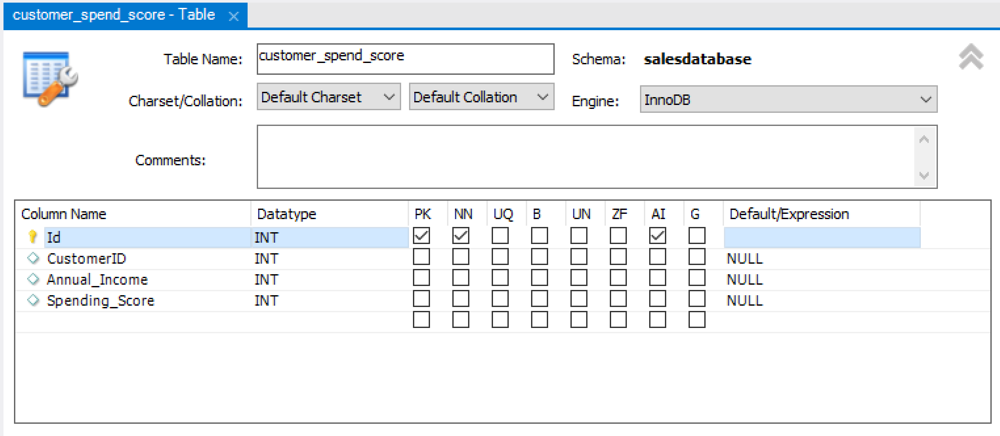 customer_spend_score - Table
Table Name: customer_spend_score Schema: salesdatabase
Charset/Collation: Default Charset Default Collation Engine: InnoDB
Comments:
Column Name Datatype PK NN UQ B UN ZF AI G Default/Expression
Id INT
CustomerID INT NULL
Annual_Income INT NULL
Spending_Score INT NULL